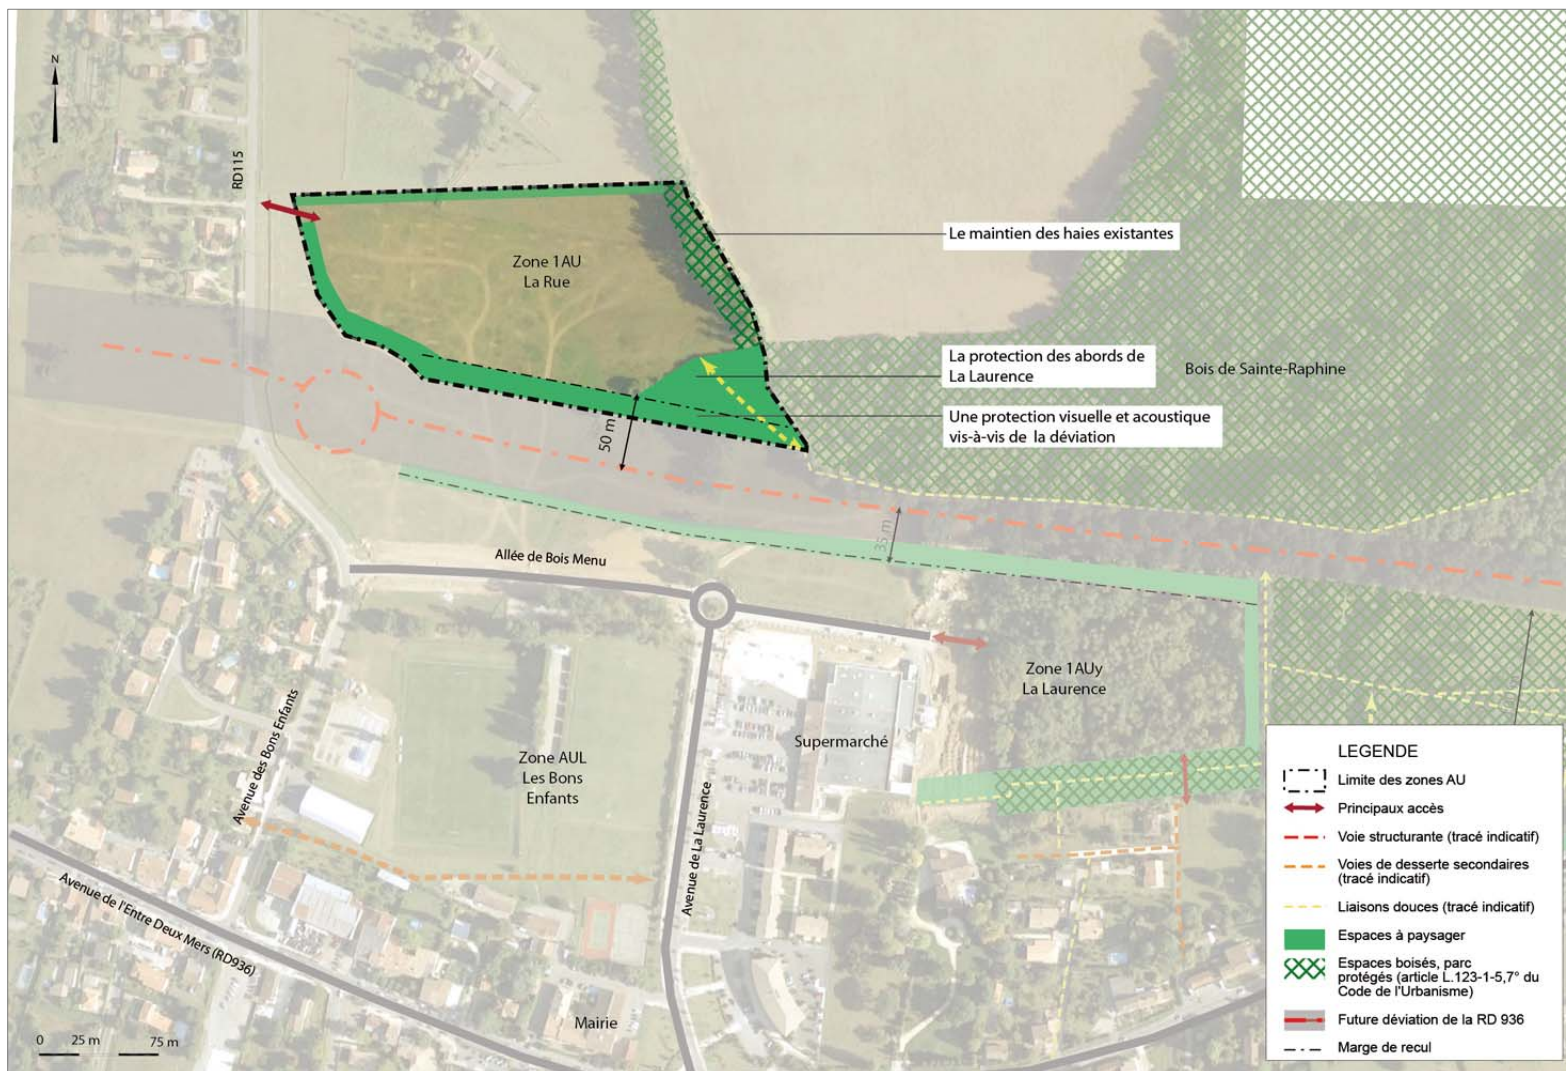 N
RD115
Zone 1AU
La Rue
Le maintien des haies existantes
La protection des abords de
La Laurence
Bois de Sainte-Raphine
Une protection visuelle et acoustique
vis-à-vis de la déviation
50 m
35 m
Allée de Bois Menu
Zone 1AUy
La Laurence
Avenue des Bons Enfants
Zone AUL
Les Bons
Enfants
Supermarché
Avenue de La Laurence
Avenue de l'Entre Deux Mers (RD936)
Mairie
0 25 m 75 m
LEGENDE
Limite des zones AU
Principaux accès
Voie structurante (tracé indicatif)
Voies de desserte secondaires
(tracé indicatif)
Liaisons douces (tracé indicatif)
Espaces à paysager
Espaces boisés, parc
protégés (article L.123-1-5,7° du
Code de l'Urbanisme)
Future déviation de la RD 936
Marge de recul